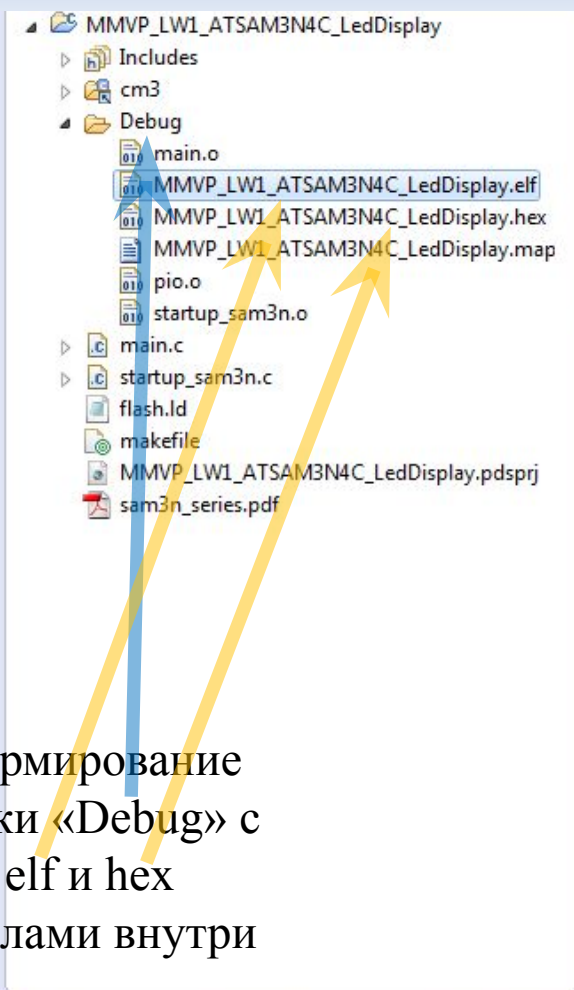 MMVP_LW1_ATSAM3N4C_LedDisplay
Includes
cm3
Debug
main.o
MMVP_LW1_ATSAM3N4C_LedDisplay.elf
MMVP_LW1_ATSAM3N4C_LedDisplay.hex
MMVP_LW1_ATSAM3N4C_LedDisplay.map
pio.o
startup_sam3n.o
main.c
startup_sam3n.c
flash.ld
makefile
MMVP_LW1_ATSAM3N4C_LedDisplay.pdsprj
sam3n_series.pdf
рмирование
ки «Debug» с
elf и hex
лами внутри